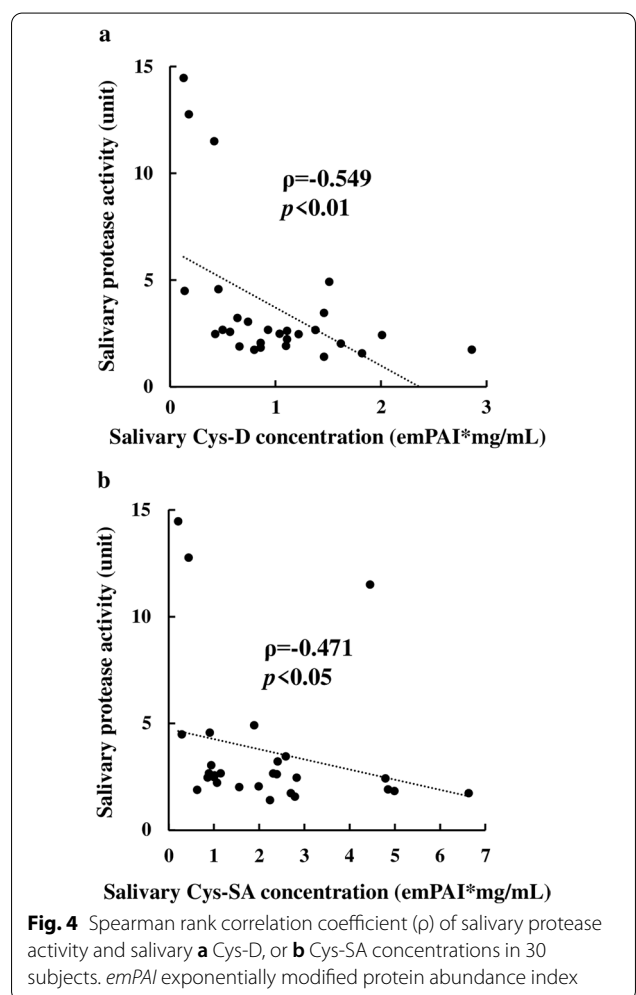 a
15
10
5
0
Salivary protease activity (unit)
ρ=-0.549
p<0.01
0 1 2 3
Salivary Cys-D concentration (emPAI*mg/mL)
b
15
10
5
0
Salivary protease activity (unit)
ρ=-0.471
p<0.05
0 1 2 3 4 5 6 7
Salivary Cys-SA concentration (emPAI*mg/mL)
Fig. 4 Spearman rank correlation coefficient (ρ) of salivary protease
activity and salivary a Cys-D, or b Cys-SA concentrations in 30
subjects. emPAI exponentially modified protein abundance index